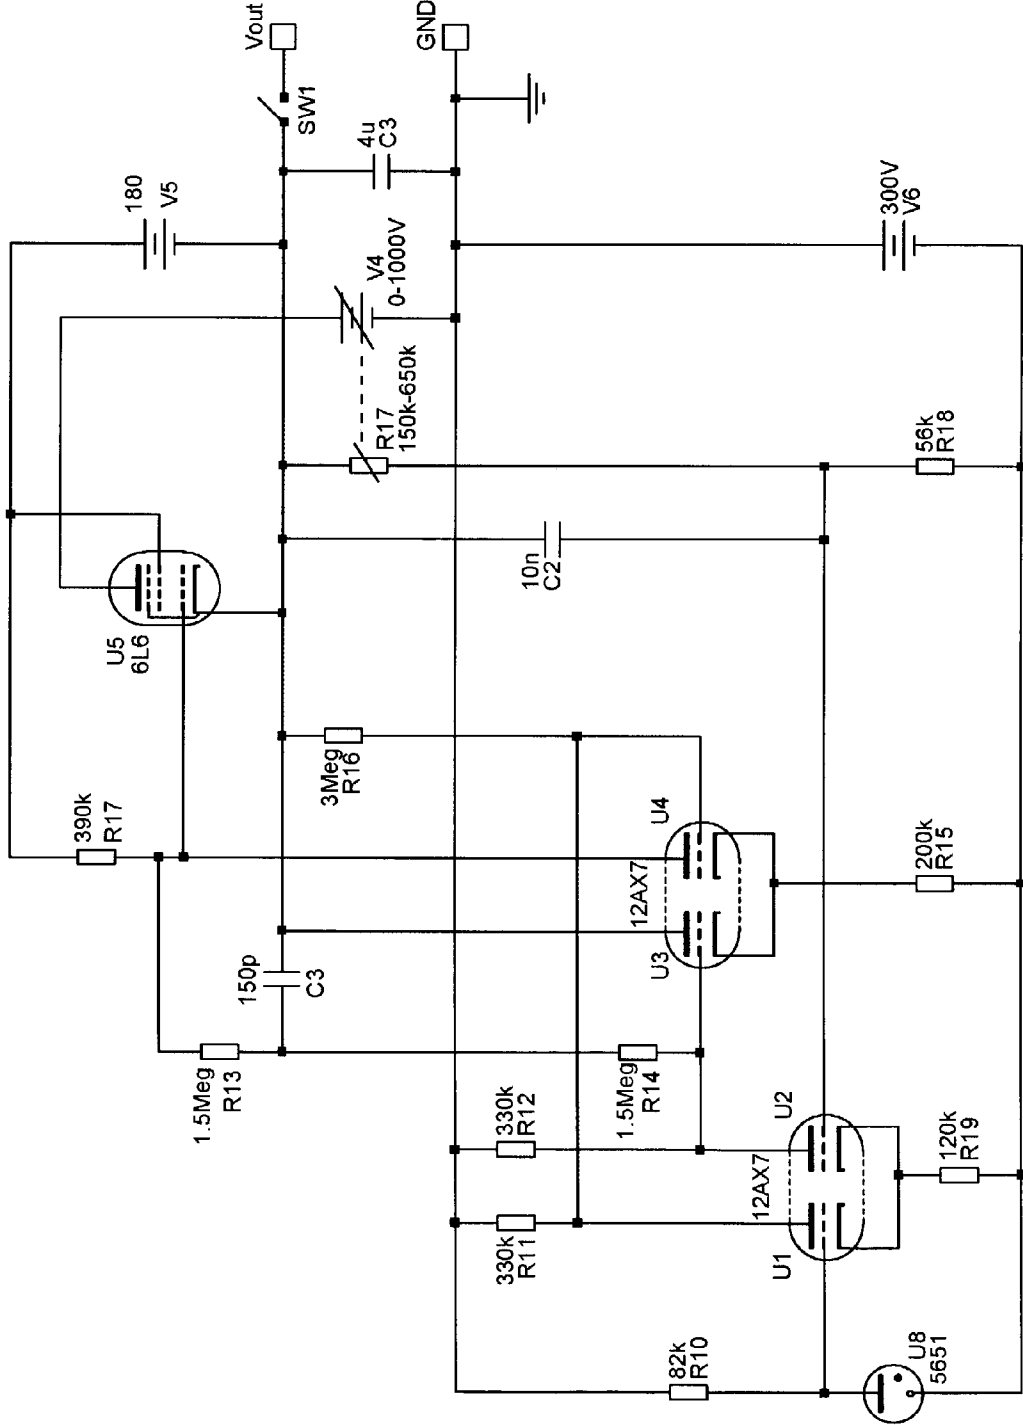 Vout
GND
SW1
4u
C3
180
V5
V4
0-1000V
300V
V6
R17
150k-650k
56k
R18
10n
C2
U5
6L6
3Meg
R16
390k
R17
U4
12AX7
U3
200k
R15
150p
C3
1.5Meg
R13
1.5Meg
R14
330k
R12
330k
R11
U2
12AX7
U1
120k
R19
82k
R10
U8
5651